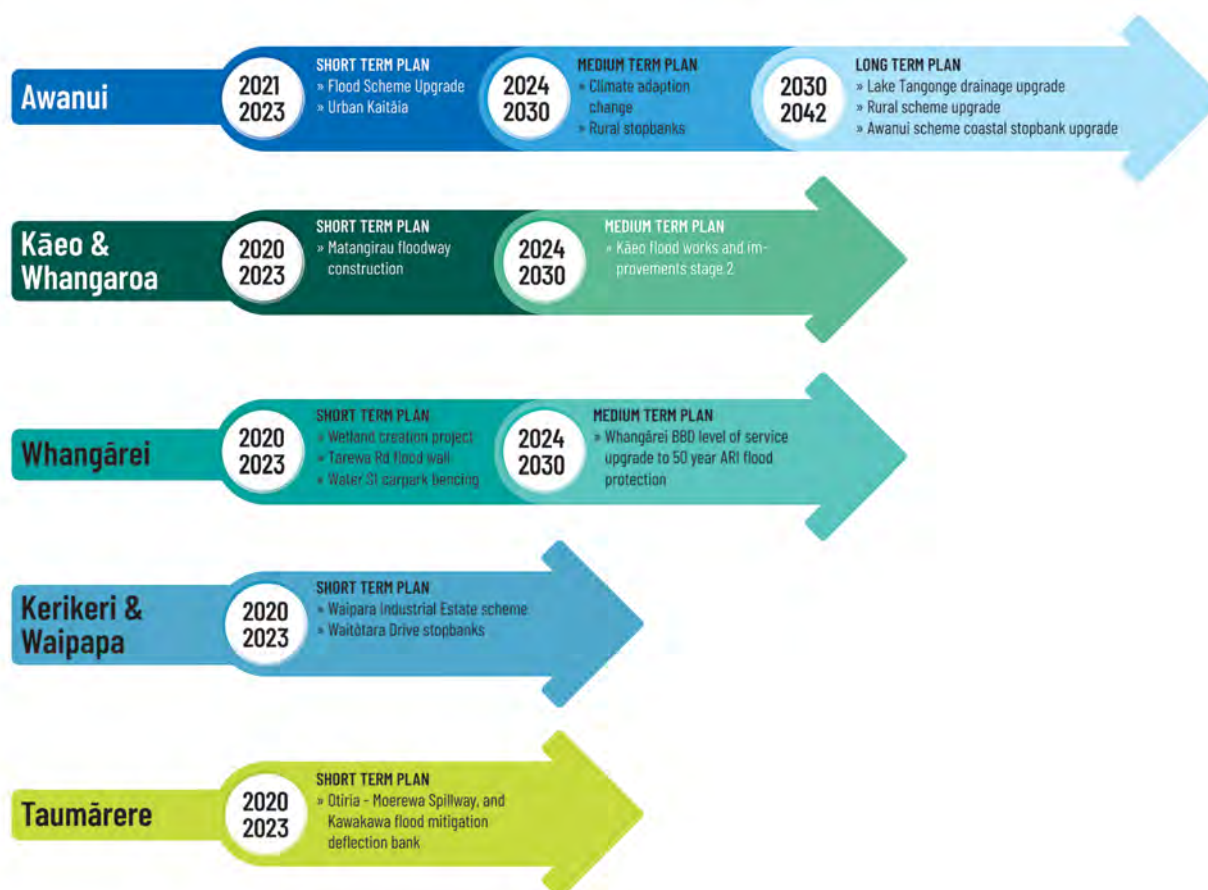 Awanui
2021
2023
SHORT TERM PLAN
» Flood Scheme Upgrade
» Urban Kaitāia
2024
2030
MEDIUM TERM PLAN
» Climate adaption
change
» Rural stopbanks
2030
2042
LONG TERM PLAN
» Lake Tangonge drainage upgrade
» Rural scheme upgrade
» Awanui scheme coastal stopbank upgrade
Kāeo &
Whangaroa
2020
2023
SHORT TERM PLAN
» Matangirau floodway
construction
2024
2030
MEDIUM TERM PLAN
» Kāeo flood works and im-
provements stage 2
Whangārei
2020
2023
SHORT TERM PLAN
» Wetland creation project
» Tarewa Rd flood wall
» Water St carpark bencing
2024
2030
MEDIUM TERM PLAN
» Whangārei BBD level of service
upgrade to 50 year ARI flood
protection
Kerikeri &
Waipapa
2020
2023
SHORT TERM PLAN
» Waipara Industrial Estate scheme
» Waitōtara Drive stopbanks
Taumārere
2020
2023
SHORT TERM PLAN
» Otiria - Moerewa Spillway, and
Kawakawa flood mitigation
deflection bank